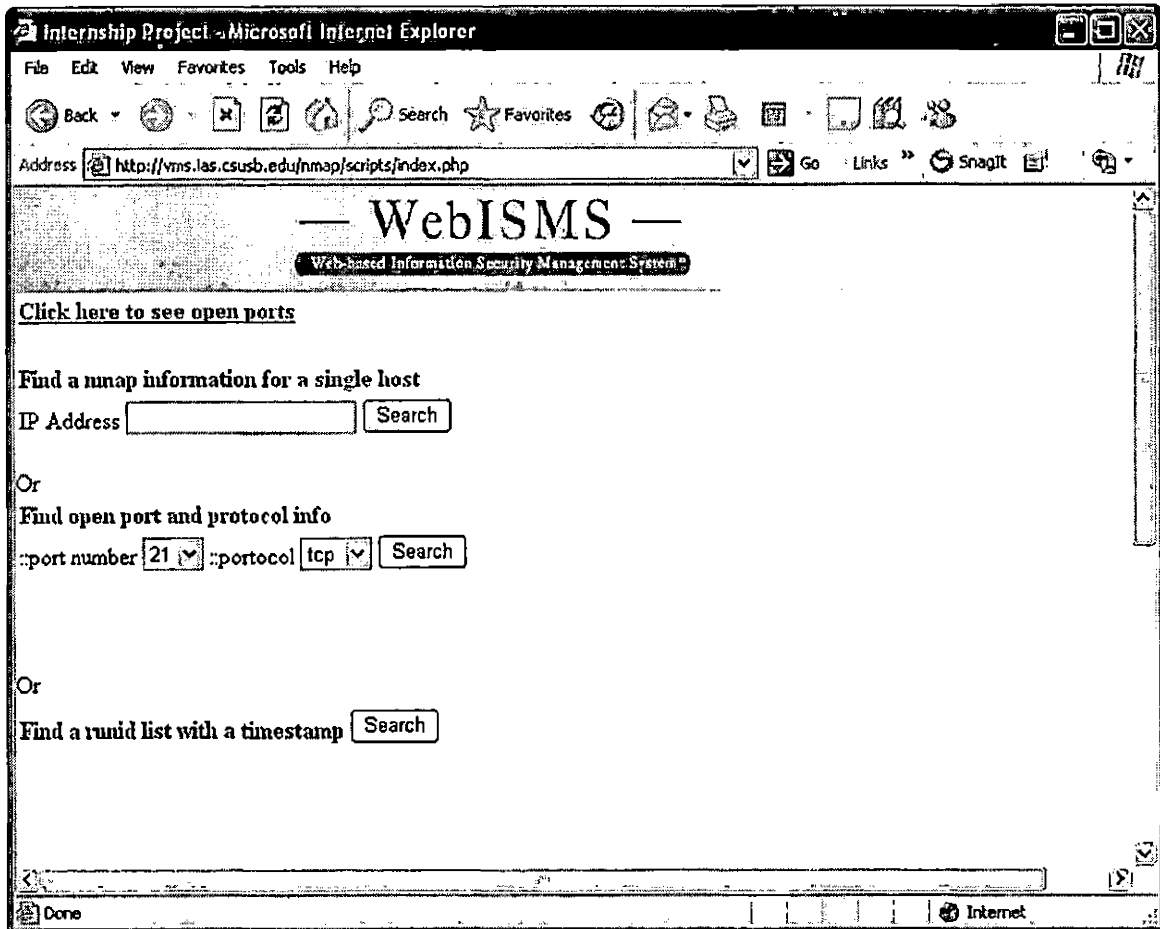 Internship Project - Microsoft Internet Explorer
File Edit View Favorites Tools Help
Back Search Favorites
Address http://vms.las.csusb.edu/nmap/scripts/index.php Go Links » SnagIt
— WebISMS —
Web-based Information Security Management System
Click here to see open ports
Find a nmap information for a single host
IP Address Search
Or
Find open port and protocol info
::port number 21 ::portocol tcp Search
Or
Find a runid list with a timestamp Search
Done Internet